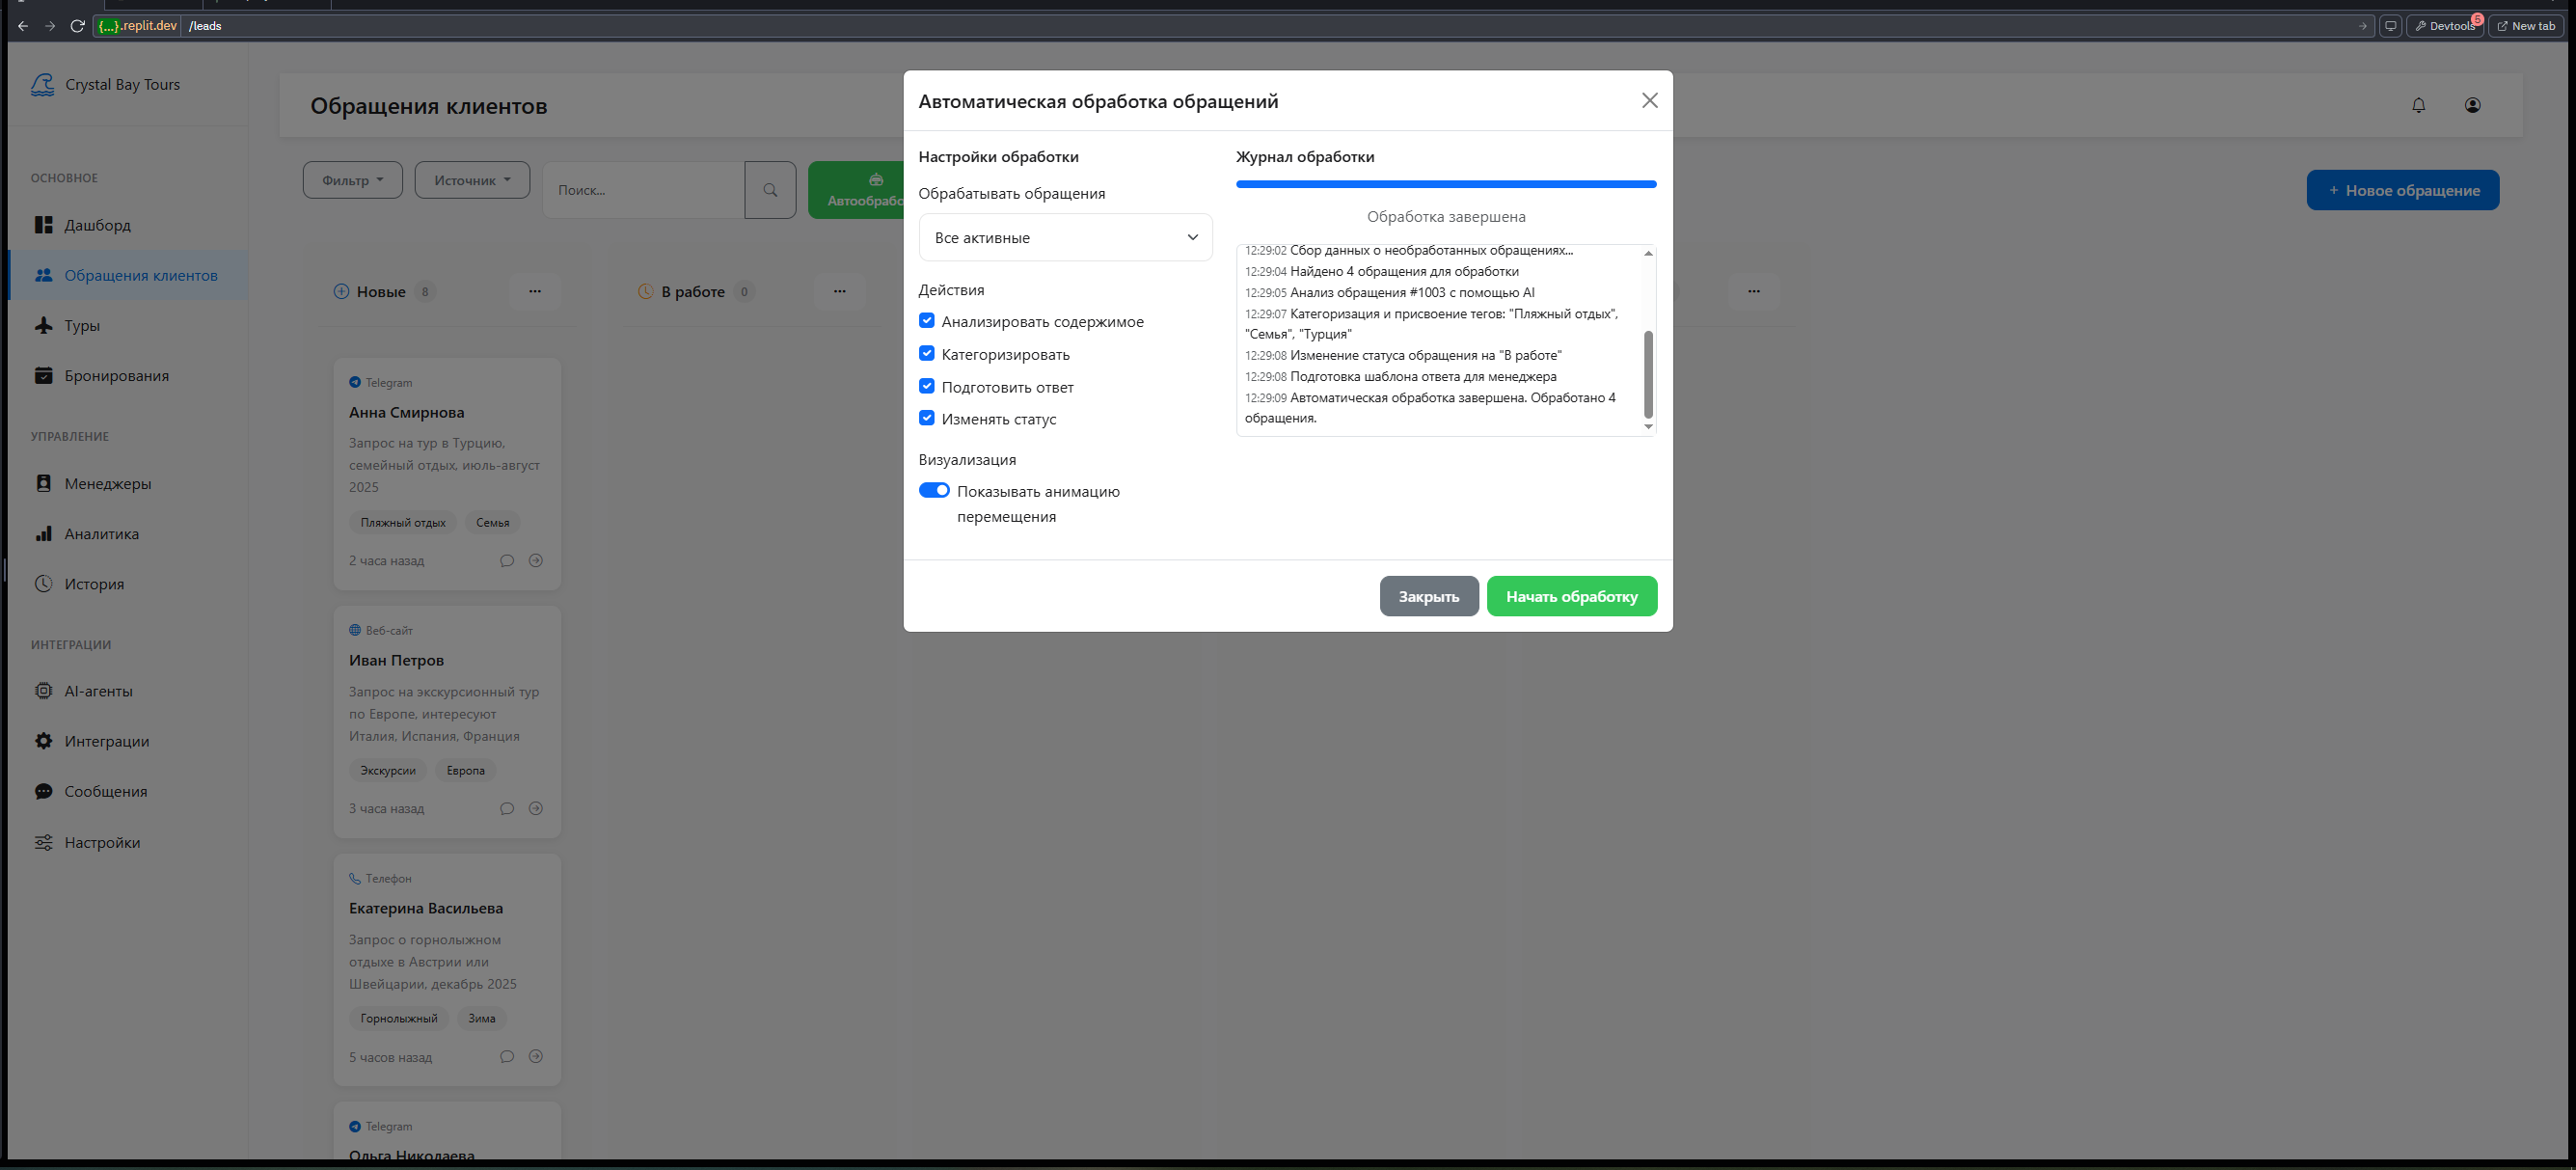 {...}.replit.dev /leads
Devtools 5
New tab
Crystal Bay Tours
ОСНОВНОЕ
Дашборд
Обращения клиентов
Туры
Бронирования
УПРАВЛЕНИЕ
Менеджеры
Аналитика
История
ИНТЕГРАЦИИ
AI-агенты
Интеграции
Сообщения
Настройки
Обращения клиентов
Фильтр
Источник
Поиск...
Автообрабо
+ Новое обращение
Новые 8 ...
В работе 0 ...
...
Telegram
Анна Смирнова
Запрос на тур в Турцию,
семейный отдых, июль-август
2025
Пляжный отдых Семья
2 часа назад
Веб-сайт
Иван Петров
Запрос на экскурсионный тур
по Европе, интересуют
Италия, Испания, Франция
Экскурсии Европа
3 часа назад
Телефон
Екатерина Васильева
Запрос о горнолыжном
отдыхе в Австрии или
Швейцарии, декабрь 2025
Горнолыжный Зима
5 часов назад
Telegram
Ольга Николаева
Автоматическая обработка обращений
Настройки обработки
Обрабатывать обращения
Все активные
Действия
Анализировать содержимое
Категоризировать
Подготовить ответ
Изменять статус
Визуализация
Показывать анимацию
перемещения
Журнал обработки
Обработка завершена
12:29:02 Сбор данных о необработанных обращениях...
12:29:04 Найдено 4 обращения для обработки
12:29:05 Анализ обращения #1003 с помощью AI
12:29:07 Категоризация и присвоение тегов: "Пляжный отдых",
"Семья", "Турция"
12:29:08 Изменение статуса обращения на "В работе"
12:29:08 Подготовка шаблона ответа для менеджера
12:29:09 Автоматическая обработка завершена. Обработано 4
обращения.
Закрыть
Начать обработку